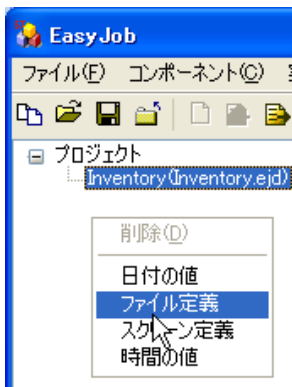 EasyJob
ファイル(F) コンポーネント(C)
プロジェクト
Inventory(Inventory.ejd)
削除(D)
日付の値
ファイル定義
スクリーン定義
時間の値